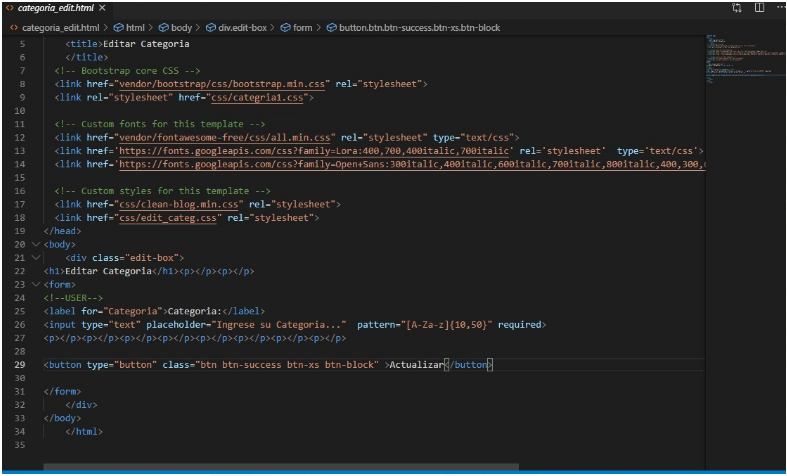 categoria_edit.html
categoria_edit.html > html > body > div.edit-box > form > button.btn.btn-success.btn-xs.btn-block
5 <title>Editar Categoria
6 </title>
7 <!-- Bootstrap core CSS -->
8 <link href="vendor/bootstrap/css/bootstrap.min.css" rel="stylesheet">
9 <link rel="stylesheet" href="css/categria1.css">
10
11 <!-- Custom fonts for this template -->
12 <link href="vendor/fontawesome-free/css/all.min.css" rel="stylesheet" type="text/css">
13 <link href='https://fonts.googleapis.com/css?family=Lora:400,700,400italic,700italic' rel='stylesheet' type='text/css'>
14 <link href='https://fonts.googleapis.com/css?family=Open+Sans:300italic,400italic,600italic,700italic,800italic,400,300,
15
16 <!-- Custom styles for this template -->
17 <link href="css/clean-blog.min.css" rel="stylesheet">
18 <link href="css/edit_categ.css" rel="stylesheet">
19 </head>
20 <body>
21 <div class="edit-box">
22 <h1>Editar Categoria</h1><p></p><p></p>
23 <form>
24 <!--USER-->
25 <label for="Categoria">Categoria:</label>
26 <input type="text" placeholder="Ingrese su Categoria..." pattern="[A-Za-z]{10,50}" required>
27 <p></p><p></p><p></p><p></p><p></p><p></p><p></p><p></p>
28
29 <button type="button" class="btn btn-success btn-xs btn-block" >Actualizar</button>
30
31 </form>
32 </div>
33 </body>
34 </html>
35